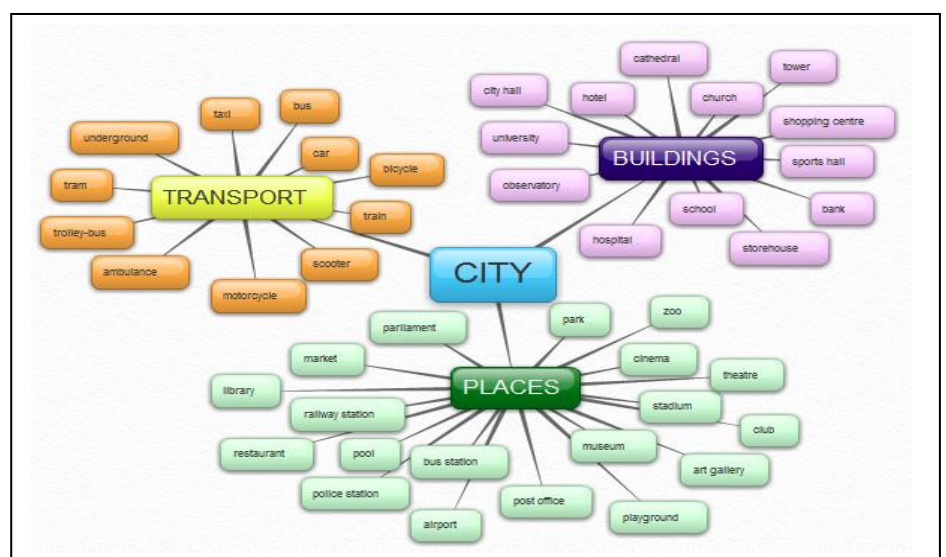 cathedral
tower
city hall
hotel
church
shopping centre
university
BUILDINGS
sports hall
observatory
school
bank
hospital
storehouse
taxi
bus
underground
car
bicycle
tram
TRANSPORT
train
trolley-bus
ambulance
scooter
motorcycle
CITY
park
zoo
parliament
market
cinema
theatre
library
PLACES
railway station
stadium
club
restaurant
pool
bus station
museum
art gallery
police station
post office
airport
playground